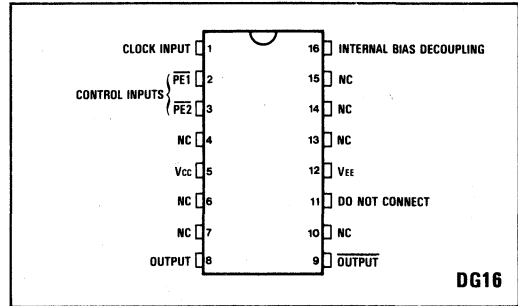 CLOCK INPUT 1
16 INTERNAL BIAS DECOUPLING
PE1 2
15 NC
CONTROL INPUTS
PE2 3
14 NC
NC 4
13 NC
Vcc 5
12 VEE
NC 6
11 DO NOT CONNECT
NC 7
10 NC
OUTPUT 8
9 OUTPUT
DG16